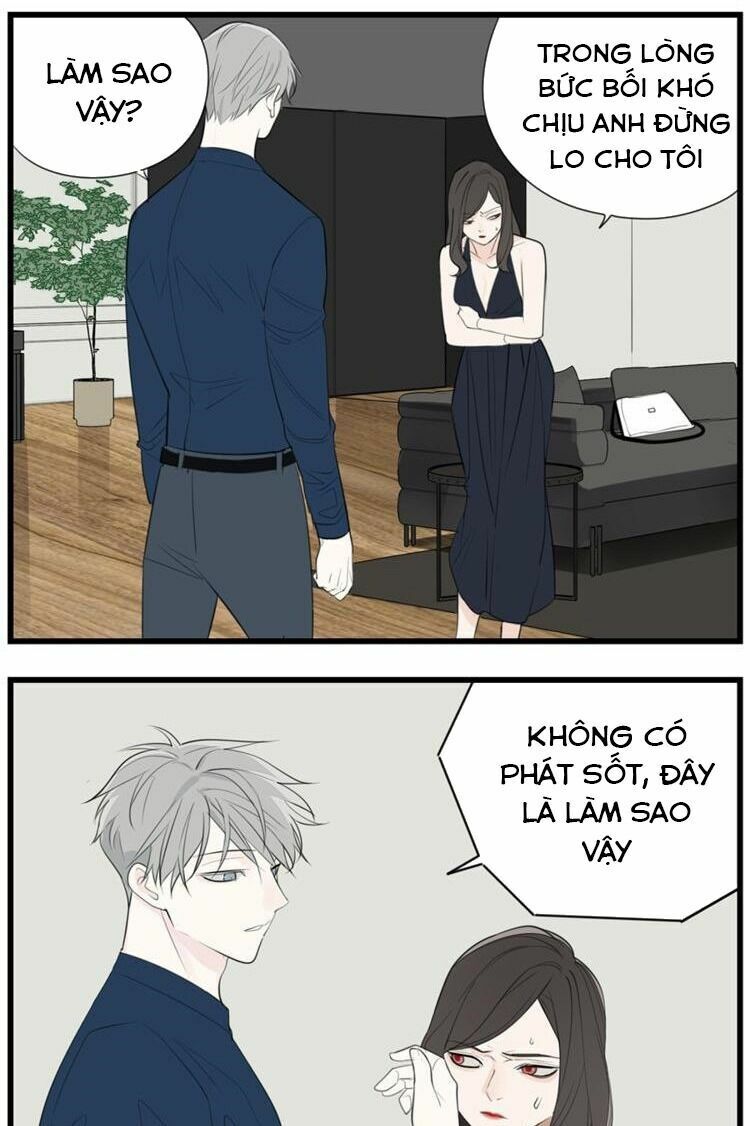 LÀM SAO
VẬY?
TRONG LÒNG
BỨC BỐI KHÓ
CHỊU ANH ĐỪNG
LO CHO TÔI
KHÔNG CÓ
PHÁT SỐT, ĐÂY
LÀ LÀM SAO
VẬY